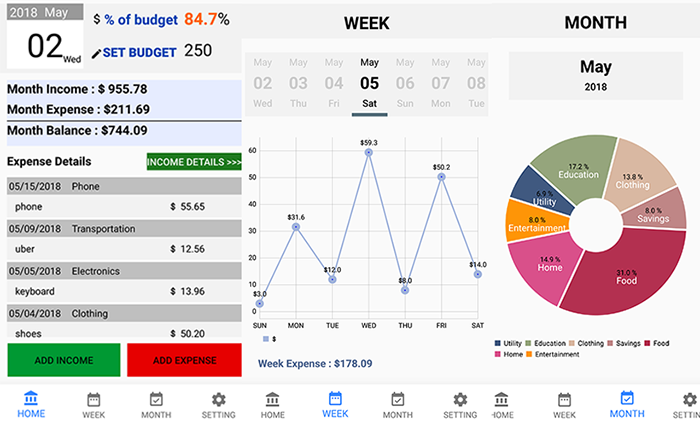 2018 May
02 Wed
$ % of budget 84.7%
SET BUDGET 250
Month Income : $ 955.78
Month Expense : $211.69
Month Balance : $744.09
Expense Details INCOME DETAILS >>>
05/15/2018 Phone
phone $ 55.65
05/09/2018 Transportation
uber $ 12.56
05/05/2018 Electronics
keyboard $ 13.96
05/04/2018 Clothing
shoes $ 50.20
ADD INCOME ADD EXPENSE
HOME WEEK MONTH SETTING
WEEK
May May May May May May May
02 03 04 05 06 07 08
Wed Thu Fri Sat Sun Mon Tue
60
50
40
30
20
10
0
$3.0
$31.6
$12.0
$59.3
$8.0
$50.2
$14.0
SUN MON TUE WED THU FRI SAT
$
Week Expense : $178.09
HOME WEEK MONTH SETTING
MONTH
May
2018
17.2 %
Education
13.8 %
Clothing
8.0 %
Savings
31.0 %
Food
14.9 %
Home
8.0 %
Entertainment
6.9 %
Utility
Utility Education Clothing Savings Food
Home Entertainment
HOME WEEK MONTH SETTIN